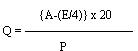 {A-(E/4)} x 20
Q =
P